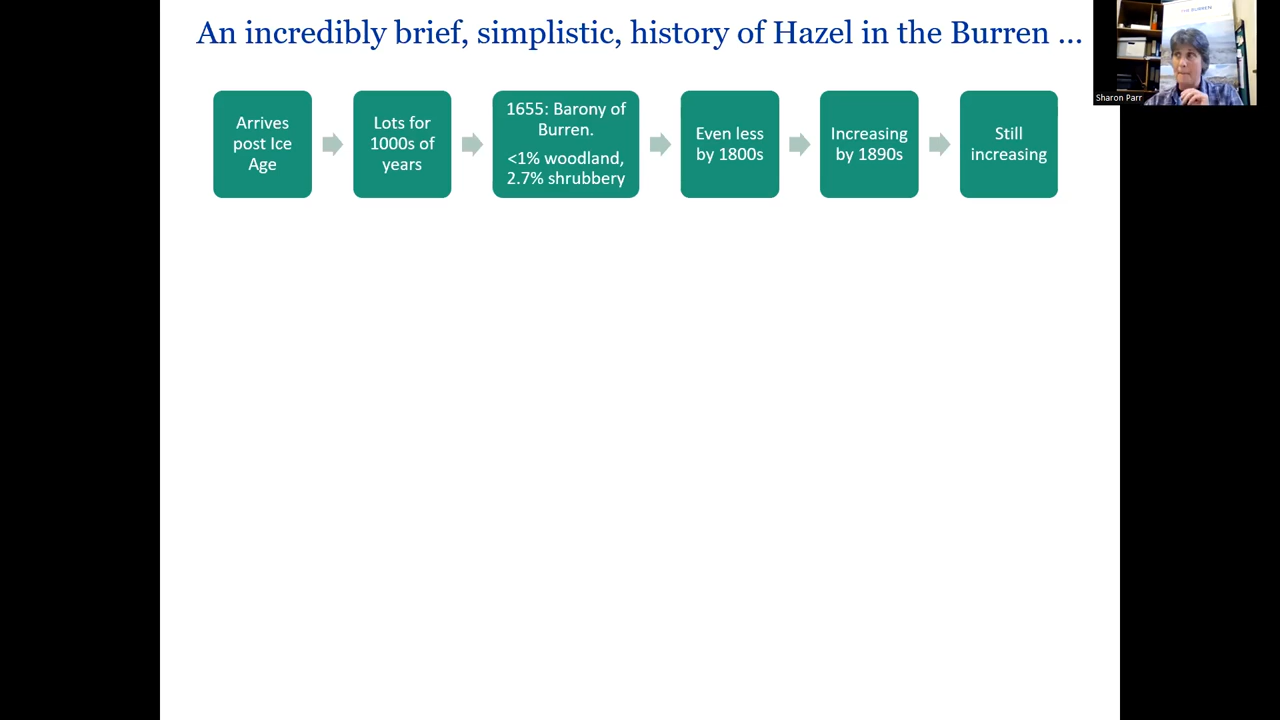 An incredibly brief, simplistic, history of Hazel in the Burren ...
THE BURREN
Sharon Parr
Arrives
post Ice
Age
Lots for
1000s of
years
1655: Barony of
Burren.
<1% woodland,
2.7% shrubbery
Even less
by 1800s
Increasing
by 1890s
Still
increasing